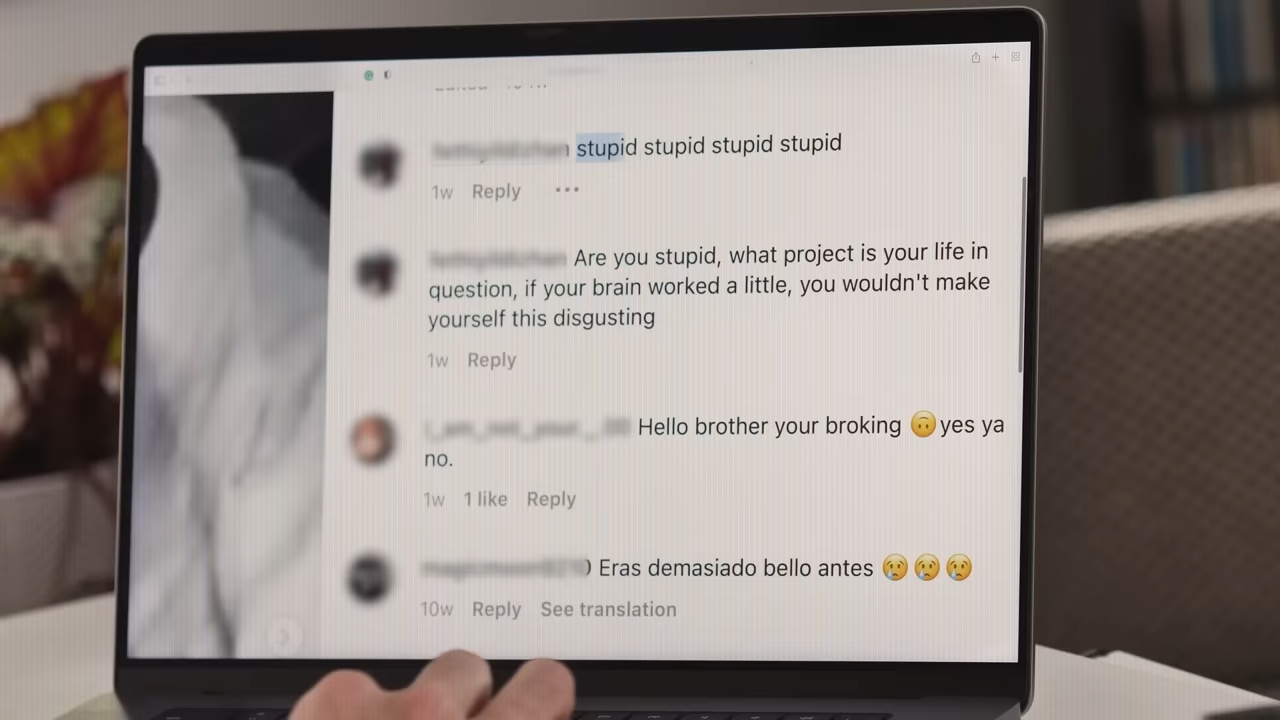 stupid stupid stupid stupid
1w Reply •••
Are you stupid, what project is your life in
question, if your brain worked a little, you wouldn't make
yourself this disgusting
1w Reply
Hello brother your broking 🙃yes ya
no.
1w 1 like Reply
Eras demasiado bello antes 😢😢😢
10w Reply See translation